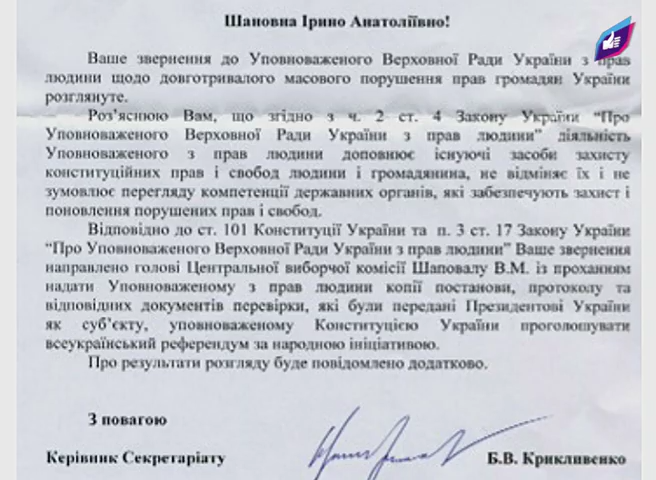 Шановна Ірино Анатоліївно!
Ваше звернення до Уповноваженого Верховної Ради України з прав
людини щодо довготривалого масового порушення прав громадян України
розглянуте.
Роз’яснюю Вам, що згідно з ч. 2 ст. 4 Закону України “Про
Уповноваженого Верховної Ради України з прав людини” діяльність
Уповноваженого з прав людини доповнює існуючі засоби захисту
конституційних прав і свобод людини і громадянина, не відміняє їх і не
зумовлює перегляду компетенції державних органів, які забезпечують захист і
поновлення порушених прав і свобод.
Відповідно до ст. 101 Конституції України та п. 3 ст. 17 Закону України
“Про Уповноваженого Верховної Ради України з прав людини” Ваше звернення
направлено голові Центральної виборчої комісії Шаповалу В.М. із проханням
надати Уповноваженому з прав людини копії постанови, протоколу та
відповідних документів перевірки, які були передані Президентові України
як суб’єкту, уповноваженому Конституцією України проголошувати
всеукраїнський референдум за народною ініціативою.
Про результати розгляду буде повідомлено додатково.
З повагою
Керівник Секретаріату Б.В. Крикливенко